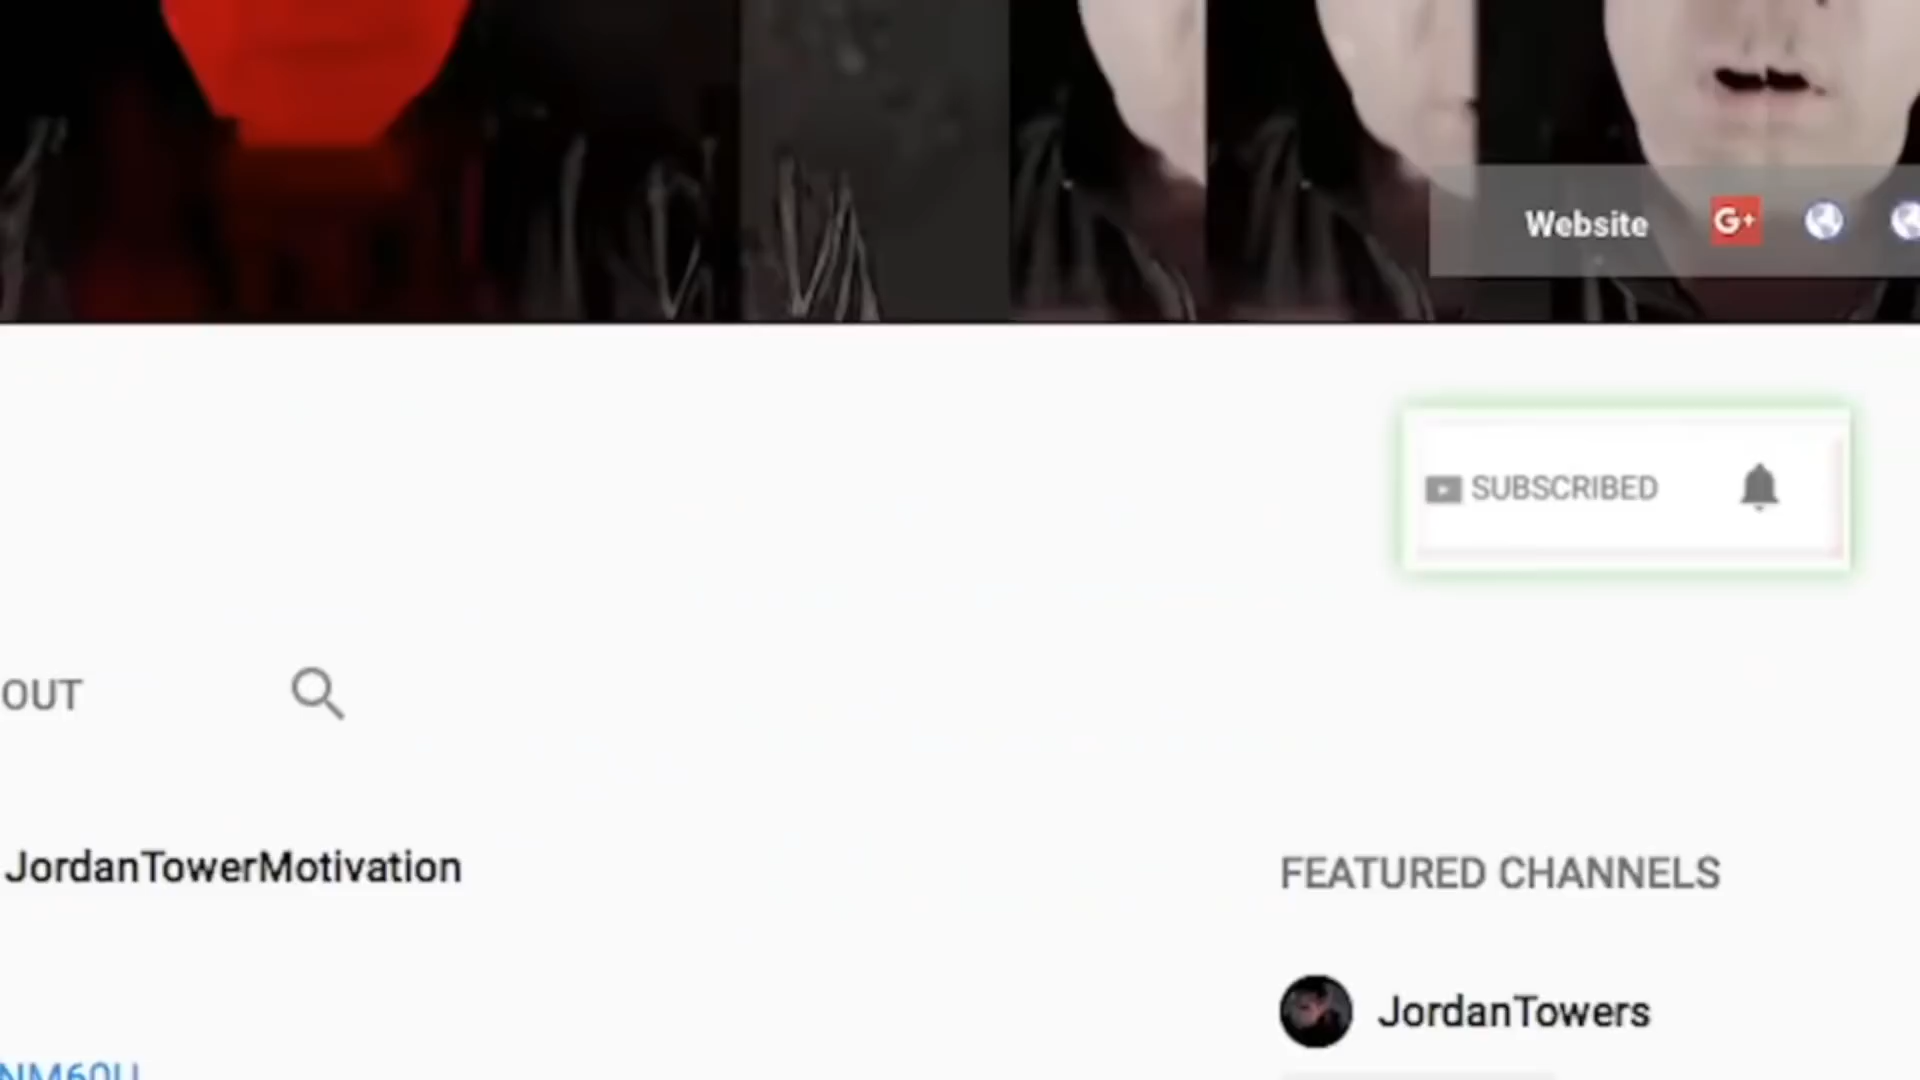 Website G+
SUBSCRIBED
OUT
JordanTowerMotivation
FEATURED CHANNELS
JordanTowers